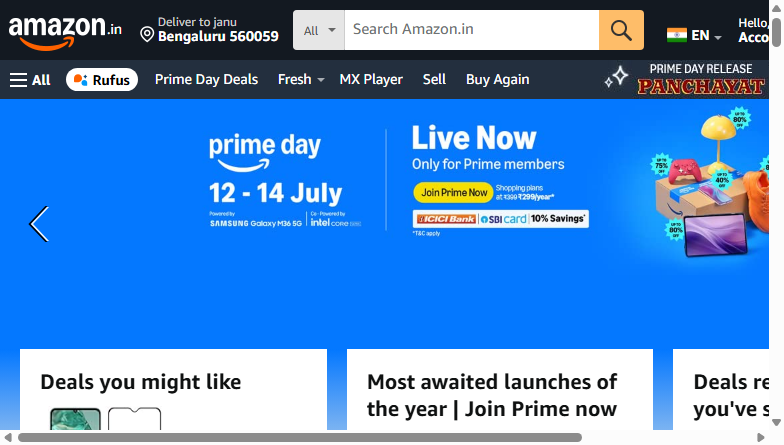 amazon.in
Deliver to janu
Bengaluru 560059
All
Search Amazon.in
EN
Hello,
Acco
All
Rufus
Prime Day Deals
Fresh
MX Player
Sell
Buy Again
PRIME DAY RELEASE
PANCHAYAT
prime day
12 - 14 July
Powered by
SAMSUNG Galaxy M36 5G
Co - Powered by
intel core
Live Now
Only for Prime members
Join Prime Now
Shopping plans
at ₹399 ₹299/year*
ICICI Bank
SBI card
10% Savings*
*T&C apply
UP TO
80%
OFF
UP TO
75%
OFF
UP TO
40%
OFF
UP TO
80%
OFF
Deals you might like
Most awaited launches of
the year | Join Prime now
Deals re
you've s